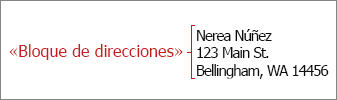 «Bloque de direcciones»
Nerea Núñez
123 Main St.
Bellingham, WA 14456